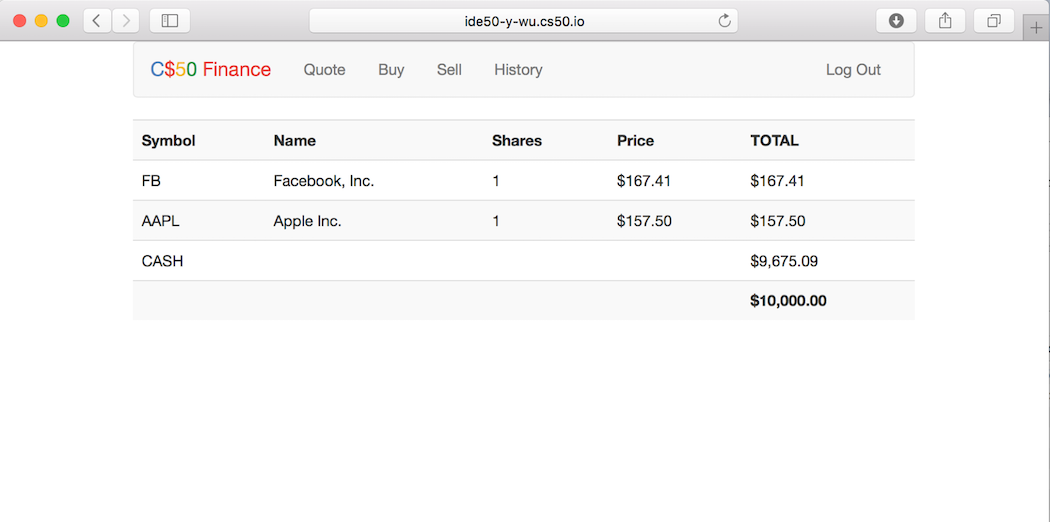 ide50-y-wu.cs50.io
C$50 Finance Quote Buy Sell History Log Out
Symbol Name Shares Price TOTAL
FB Facebook, Inc. 1 $167.41 $167.41
AAPL Apple Inc. 1 $157.50 $157.50
CASH $9,675.09
$10,000.00